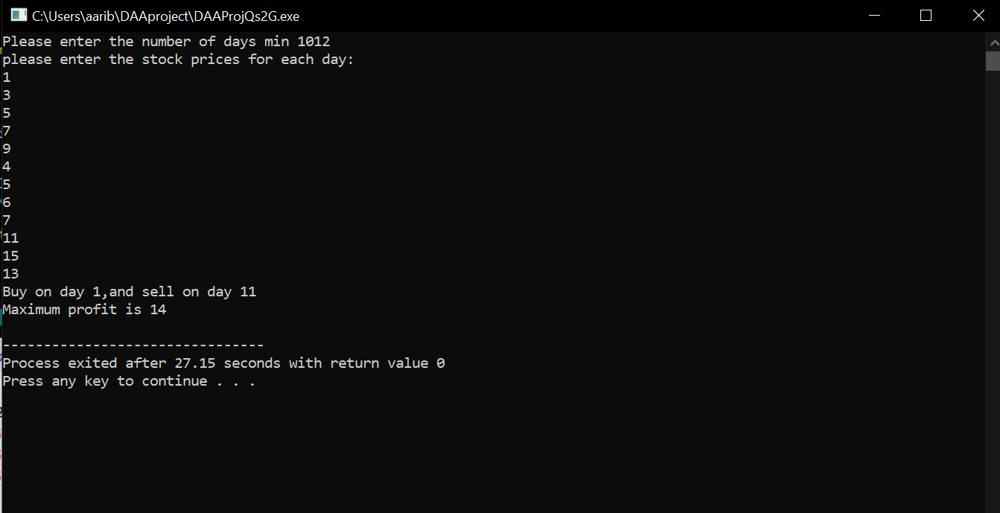 C:\Users\aarib\DAAproject\DAAProjQs2G.exe
Please enter the number of days min 1012
please enter the stock prices for each day:
1
3
5
7
9
4
5
6
7
11
15
13
Buy on day 1,and sell on day 11
Maximum profit is 14
--------------------------------
Process exited after 27.15 seconds with return value 0
Press any key to continue . . .